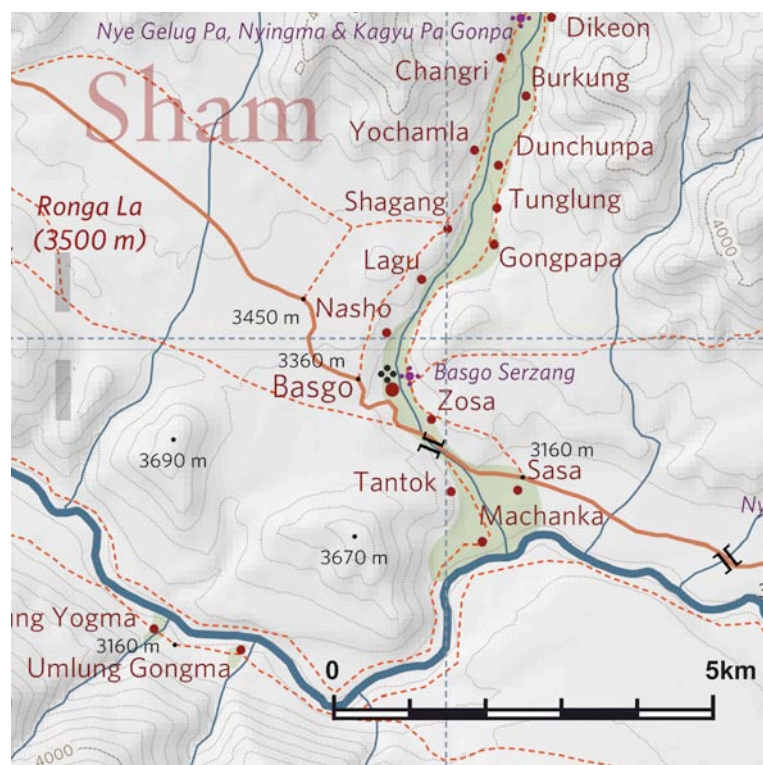 Nye Gelug Pa, Nyingma & Kagyu Pa Gonpa
Dikeon
Changri
Burkung
Sham
Yochamla
Dunchunpa
Shagang
Tunglung
Ronga La
(3500 m)
4000
Lagu
Gongpapa
3450 m
Nasho
3360 m
Basgo
Basgo Serzang
Zosa
3690 m
3160 m
Tantok
Sasa
Machanka
Ny
3670 m
ung Yogma
3160 m
Umlung Gongma
0
5km
4000